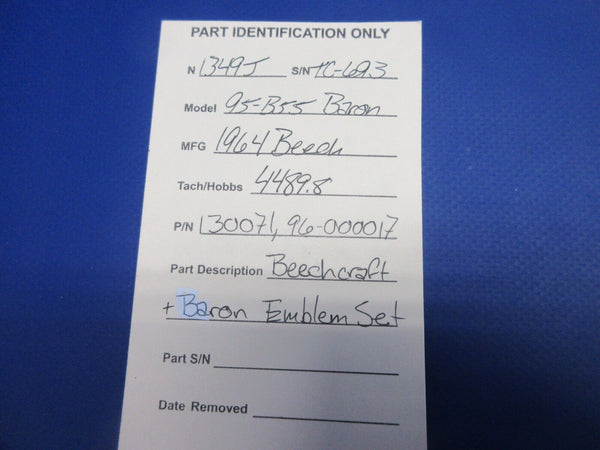 PART IDENTIFICATION ONLY
N 1349J S/N TC-693
Model 95-B55 Baron
MFG 1964 Beech
Tach/Hobbs 4489.8
P/N 130071, 96-000017
Part Description Beechcraft
+ Baron Emblem Set
Part S/N
Date Removed